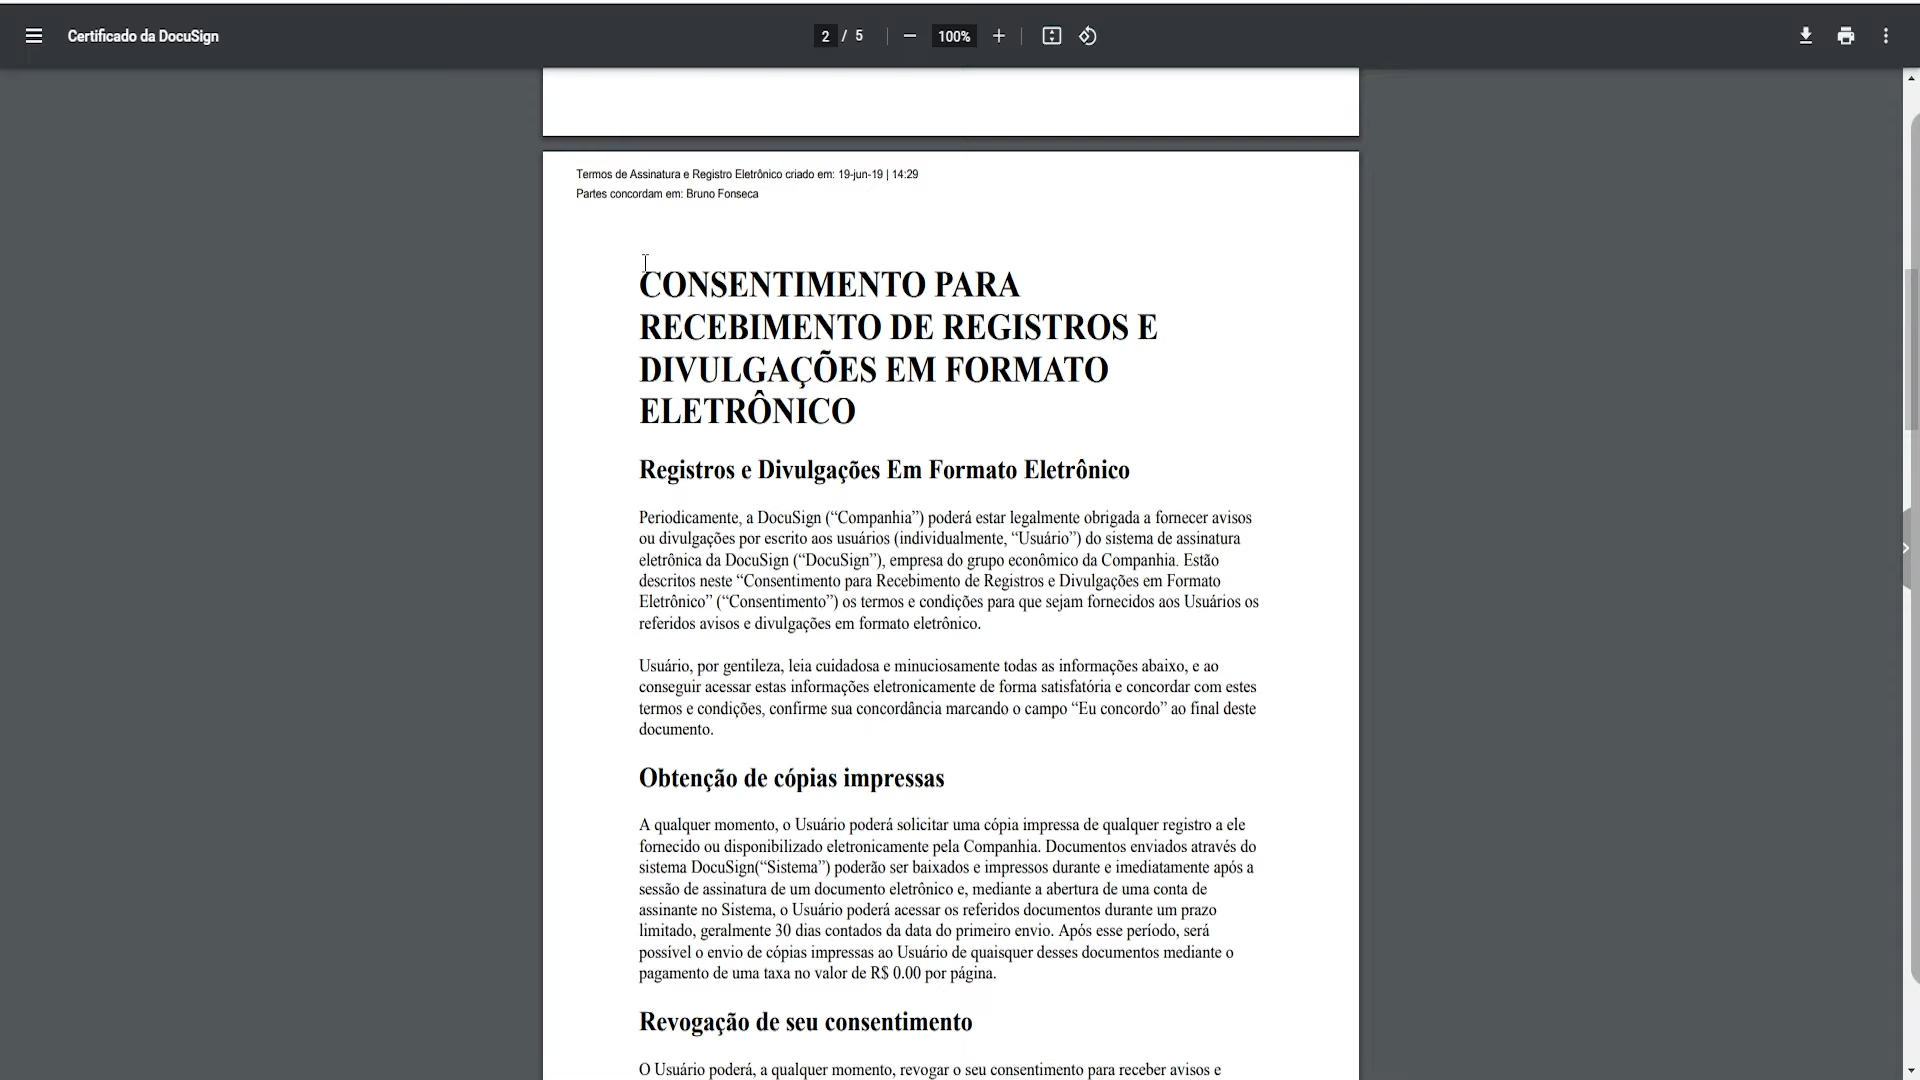 Certificado da DocuSign
2 / 5
100%
Termos de Assinatura e Registro Eletrônico criado em: 19-jun-19 | 14:29
Partes concordam em: Bruno Fonseca
CONSENTIMENTO PARA
RECEBIMENTO DE REGISTROS E
DIVULGAÇÕES EM FORMATO
ELETRÔNICO
Registros e Divulgações Em Formato Eletrônico
Periodicamente, a DocuSign (“Companhia”) poderá estar legalmente obrigada a fornecer avisos
ou divulgações por escrito aos usuários (individualmente, “Usuário”) do sistema de assinatura
eletrônica da DocuSign (“DocuSign”), empresa do grupo econômico da Companhia. Estão
descritos neste “Consentimento para Recebimento de Registros e Divulgações em Formato
Eletrônico” (“Consentimento”) os termos e condições para que sejam fornecidos aos Usuários os
referidos avisos e divulgações em formato eletrônico.
Usuário, por gentileza, leia cuidadosa e minuciosamente todas as informações abaixo, e ao
conseguir acessar estas informações eletronicamente de forma satisfatória e concordar com estes
termos e condições, confirme sua concordância marcando o campo “Eu concordo” ao final deste
documento.
Obtenção de cópias impressas
A qualquer momento, o Usuário poderá solicitar uma cópia impressa de qualquer registro a ele
fornecido ou disponibilizado eletronicamente pela Companhia. Documentos enviados através do
sistema DocuSign(“Sistema”) poderão ser baixados e impressos durante e imediatamente após a
sessão de assinatura de um documento eletrônico e, mediante a abertura de uma conta de
assinante no Sistema, o Usuário poderá acessar os referidos documentos durante um prazo
limitado, geralmente 30 dias contados da data do primeiro envio. Após esse período, será
possível o envio de cópias impressas ao Usuário de quaisquer desses documentos mediante o
pagamento de uma taxa no valor de R$ 0.00 por página.
Revogação de seu consentimento
O Usuário poderá, a qualquer momento, revogar o seu consentimento para receber avisos e